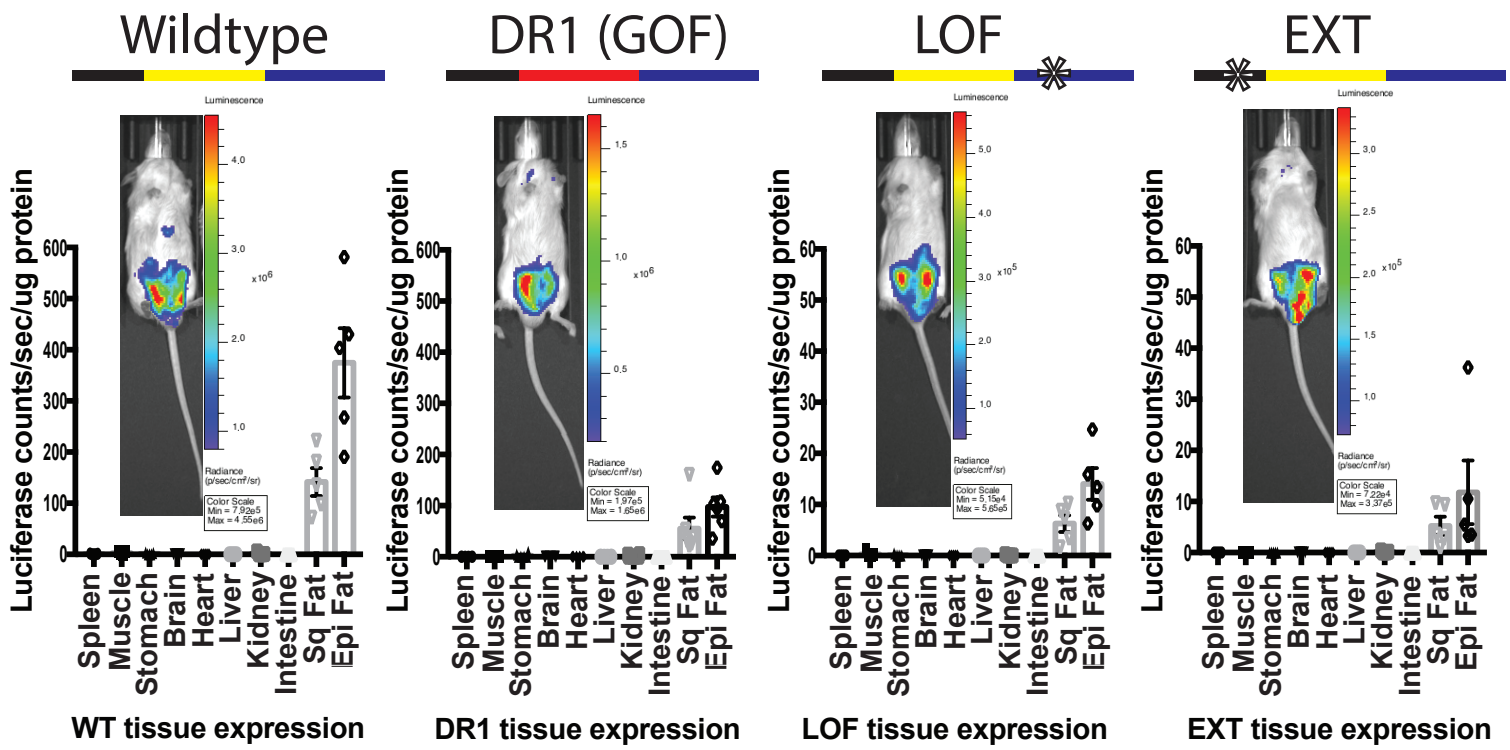 Wildtype
Luminescence
4,0
3,0
x10⁶
2,0
1,0
Radiance
(p/sec/cm²/sr)
Color Scale
Min = 7,92e5
Max = 4,55e6
Luciferase counts/sec/ug protein
600
500
400
300
200
100
0
Spleen
Muscle
Stomach
Brain
Heart
Liver
Kidney
Intestine
Sq Fat
Epi Fat
WT tissue expression
DR1 (GOF)
Luminescence
1,5
1,0
x10⁶
0,5
Radiance
(p/sec/cm²/sr)
Color Scale
Min = 1,97e5
Max = 1,65e6
Luciferase counts/sec/ug protein
600
500
400
300
200
100
0
Spleen
Muscle
Stomach
Brain
Heart
Liver
Kidney
Intestine
Sq Fat
Epi Fat
DR1 tissue expression
LOF
Luminescence
5,0
4,0
3,0
x10⁵
2,0
1,0
Radiance
(p/sec/cm²/sr)
Color Scale
Min = 5,15e4
Max = 5,65e5
Luciferase counts/sec/ug protein
60
50
40
30
20
10
0
Spleen
Muscle
Stomach
Brain
Heart
Liver
Kidney
Intestine
Sq Fat
Epi Fat
LOF tissue expression
EXT
Luminescence
3,0
2,5
2,0
x10⁵
1,5
1,0
Radiance
(p/sec/cm²/sr)
Color Scale
Min = 7,22e4
Max = 3,37e5
Luciferase counts/sec/ug protein
60
50
40
30
20
10
0
Spleen
Muscle
Stomach
Brain
Heart
Liver
Kidney
Intestine
Sq Fat
Epi Fat
EXT tissue expression